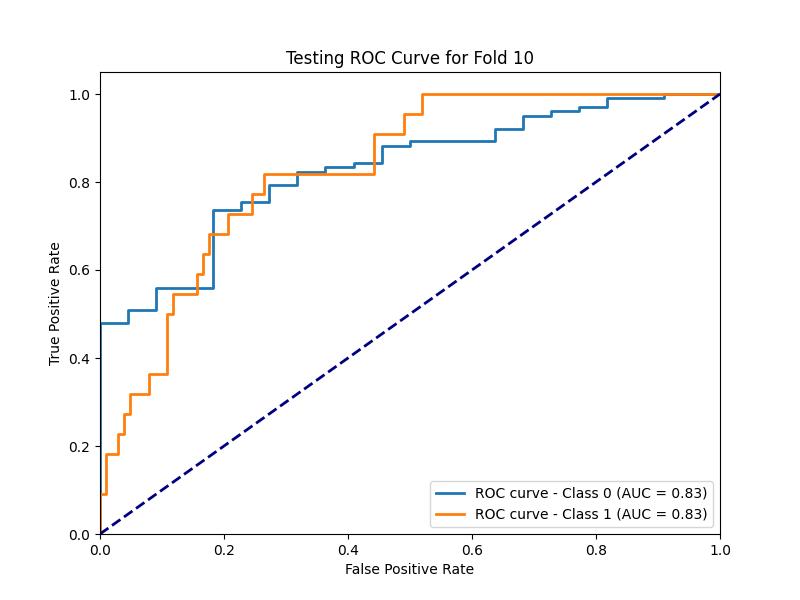 Testing ROC Curve for Fold 10
True Positive Rate
1.0
0.8
0.6
0.4
0.2
0.0
ROC curve - Class 0 (AUC = 0.83)
ROC curve - Class 1 (AUC = 0.83)
0.0 0.2 0.4 0.6 0.8 1.0
False Positive Rate